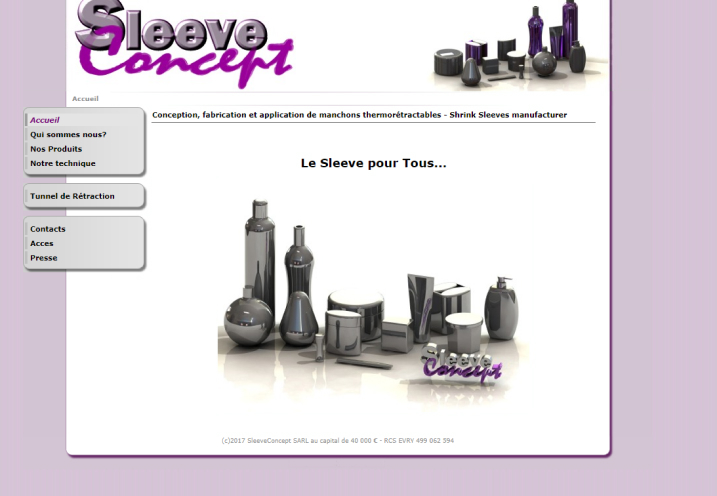 Sleeve
Concept
Accueil
Accueil
Qui sommes nous?
Nos Produits
Notre technique
Tunnel de Rétraction
Contacts
Acces
Presse
Conception, fabrication et application de manchons thermorétractables - Shrink Sleeves manufacturer
Le Sleeve pour Tous...
Sleeve
Concept
(c)2017 SleeveConcept SARL au capital de 40 000 € - RCS EVRY 499 062 594